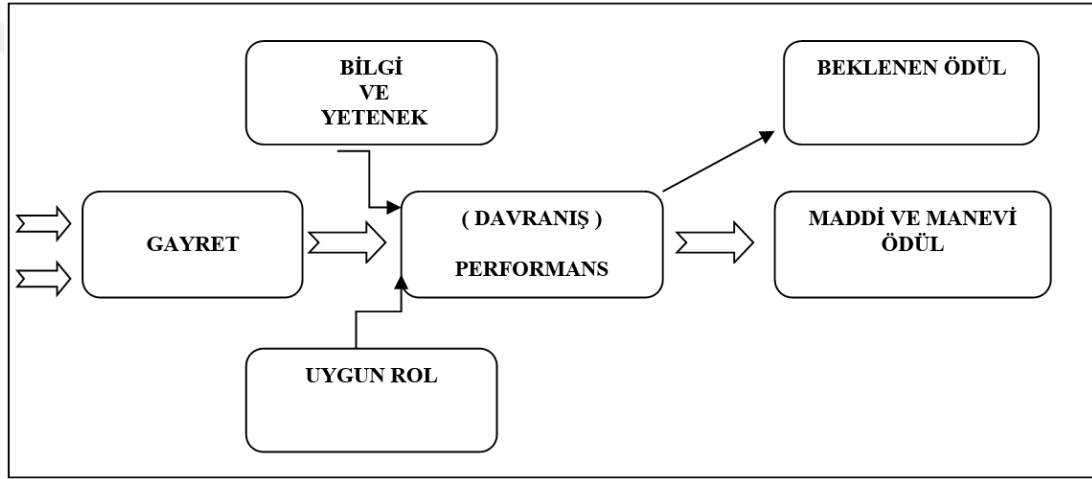 BİLGİ
VE
YETENEK
BEKLENEN ÖDÜL
GAYRET
( DAVRANIŞ )
PERFORMANS
MADDİ VE MANEVİ
ÖDÜL
UYGUN ROL